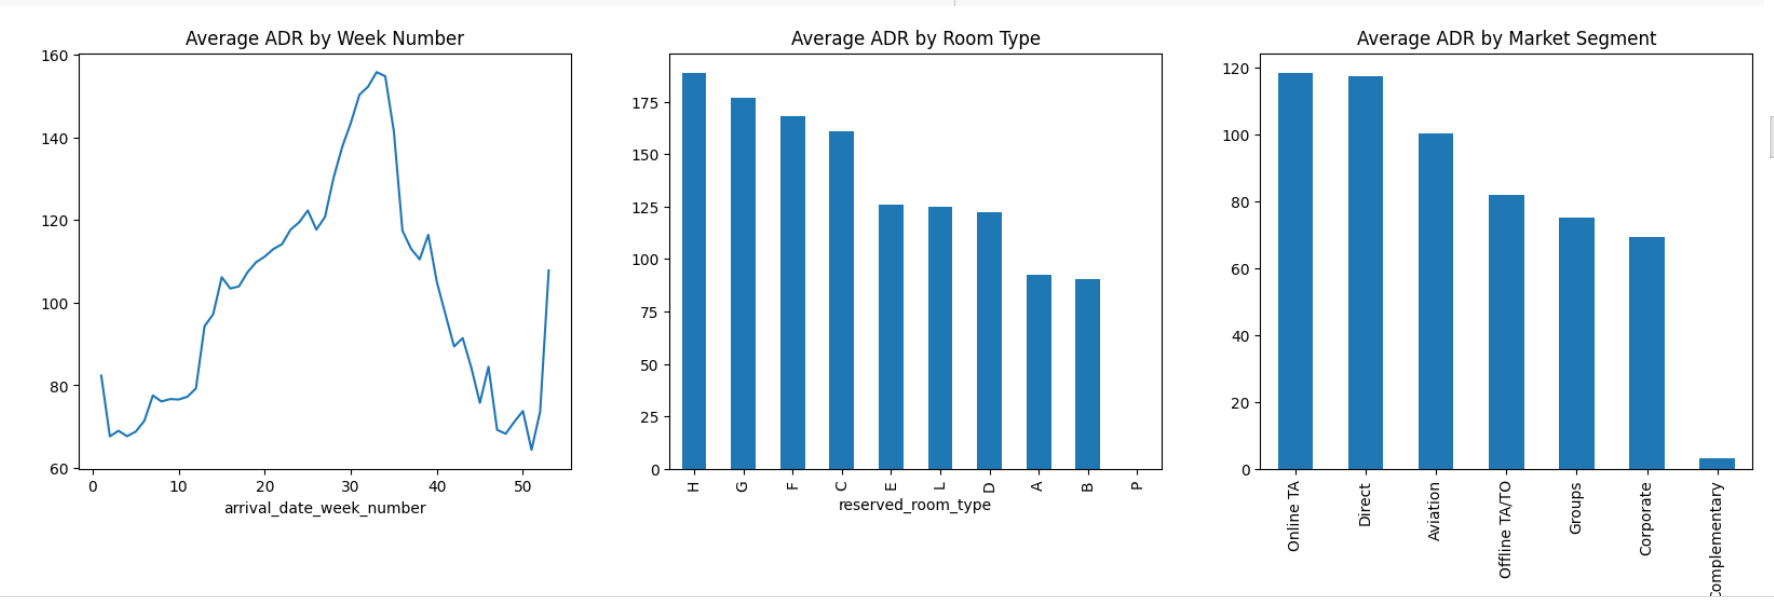 Average ADR by Week Number
160
140
120
100
80
60
0 10 20 30 40 50
arrival_date_week_number
Average ADR by Room Type
175
150
125
100
75
50
25
0
H G F C E L D A B P
reserved_room_type
Average ADR by Market Segment
120
100
80
60
40
20
0
Online TA
Direct
Aviation
Offline TA/TO
Groups
Corporate
Complementary